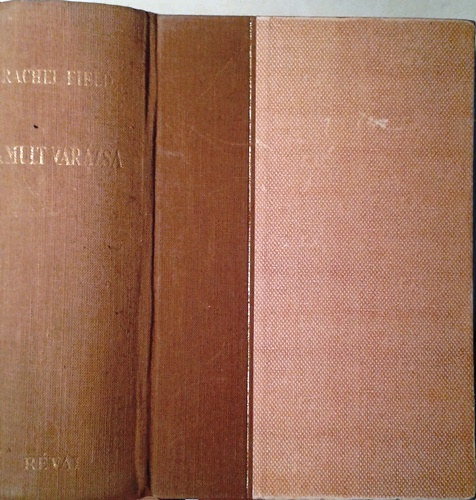 RACHEL FIELD
A MULT VARÁZSA
RÉVAI